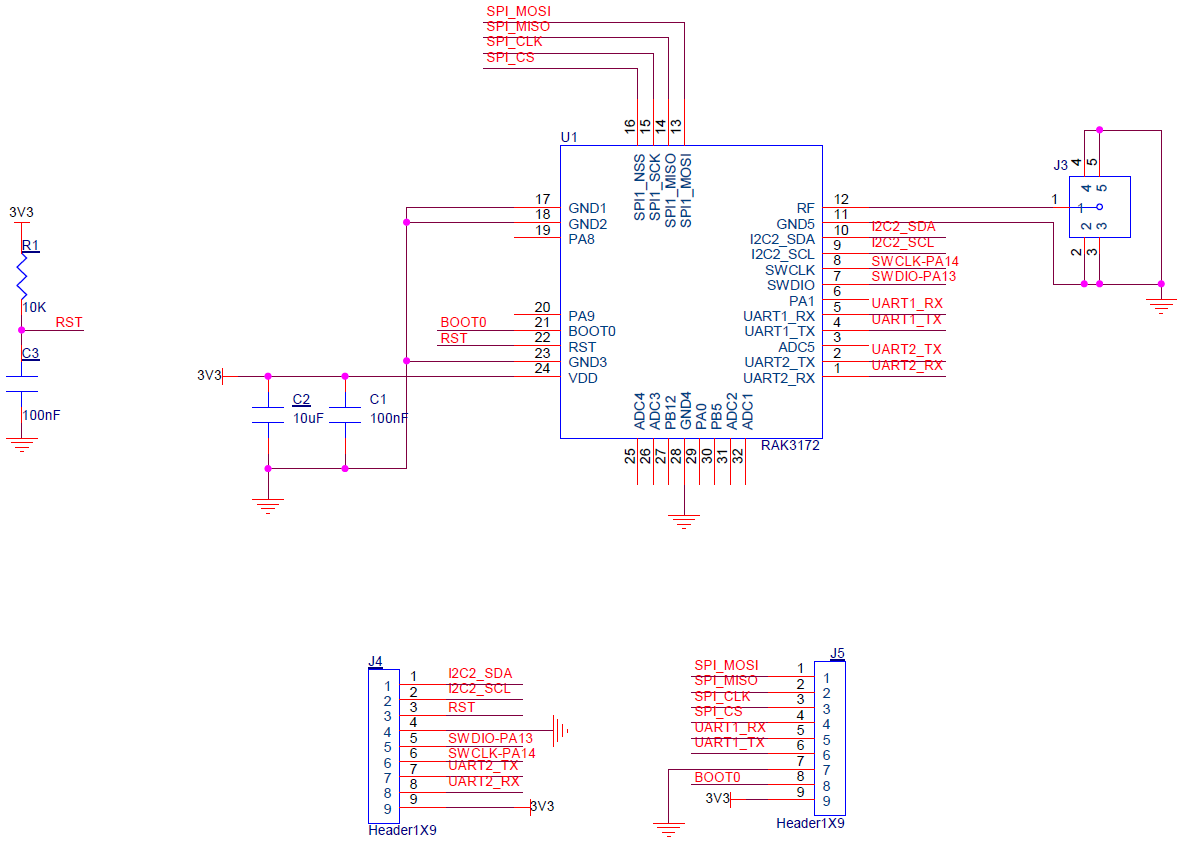 SPI_MOSI
SPI_MISO
SPI_CLK
SPI_CS
16 15 14 13
U1
SPI1_NSS
SPI1_SCK
SPI1_MISO
SPI1_MOSI
17 GND1
18 GND2
19 PA8
20 PA9
BOOT0 21 BOOT0
RST 22 RST
23 GND3
3V3 24 VDD
RF 12
GND5 11
I2C2_SDA 10 I2C2_SDA
I2C2_SCL 9 I2C2_SCL
SWCLK 8 SWCLK-PA14
SWDIO 7 SWDIO-PA13
PA1 6
UART1_RX 5 UART1_RX
UART1_TX 4 UART1_TX
ADC5 3
UART2_TX 2 UART2_TX
UART2_RX 1 UART2_RX
ADC4
ADC3
PB12
GND4
PA0
PB5
ADC2
ADC1
RAK3172
25 26 27 28 29 30 31 32
J3
4 5
4 5
1 1
2 3
2 3
3V3
R1
10K
RST
C3
100nF
C2
10uF
C1
100nF
J4
1 1 I2C2_SDA
2 2 I2C2_SCL
3 3 RST
4 4
5 5 SWDIO-PA13
6 6 SWCLK-PA14
7 7 UART2_TX
8 8 UART2_RX
9 9 3V3
Header1X9
J5
SPI_MOSI 1 1
SPI_MISO 2 2
SPI_CLK 3 3
SPI_CS 4 4
UART1_RX 5 5
UART1_TX 6 6
7 7
BOOT0 8 8
3V3 9 9
Header1X9